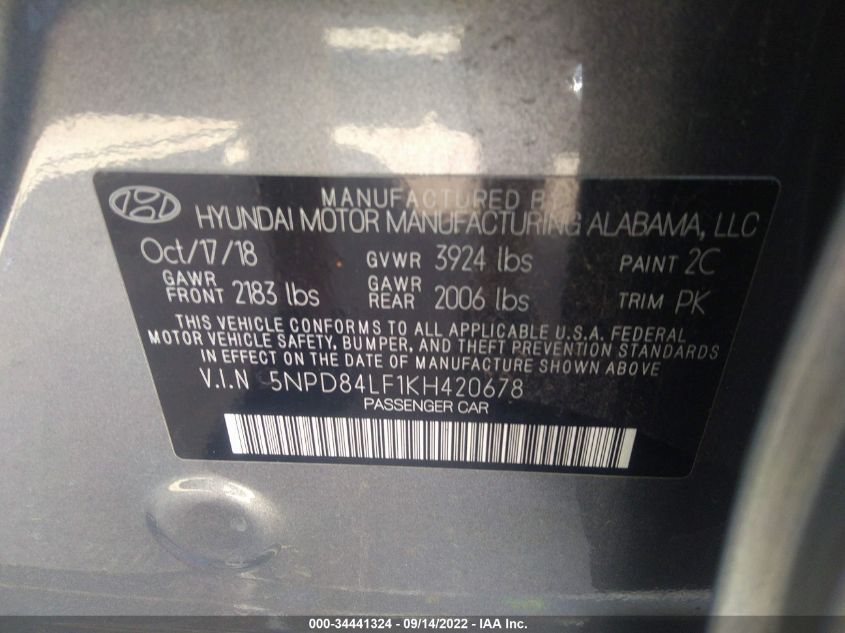 MANUFACTURED BY
HYUNDAI MOTOR MANUFACTURING ALABAMA, LLC
Oct/17/18 GVWR 3924 lbs PAINT 2C
GAWR FRONT 2183 lbs GAWR REAR 2006 lbs TRIM PK
THIS VEHICLE CONFORMS TO ALL APPLICABLE U.S.A. FEDERAL
MOTOR VEHICLE SAFETY, BUMPER, AND THEFT PREVENTION STANDARDS
IN EFFECT ON THE DATE OF MANUFACTURE SHOWN ABOVE
V.I.N 5NPD84LF1KH420678
PASSENGER CAR
000-34441324 - 09/14/2022 - IAA Inc.